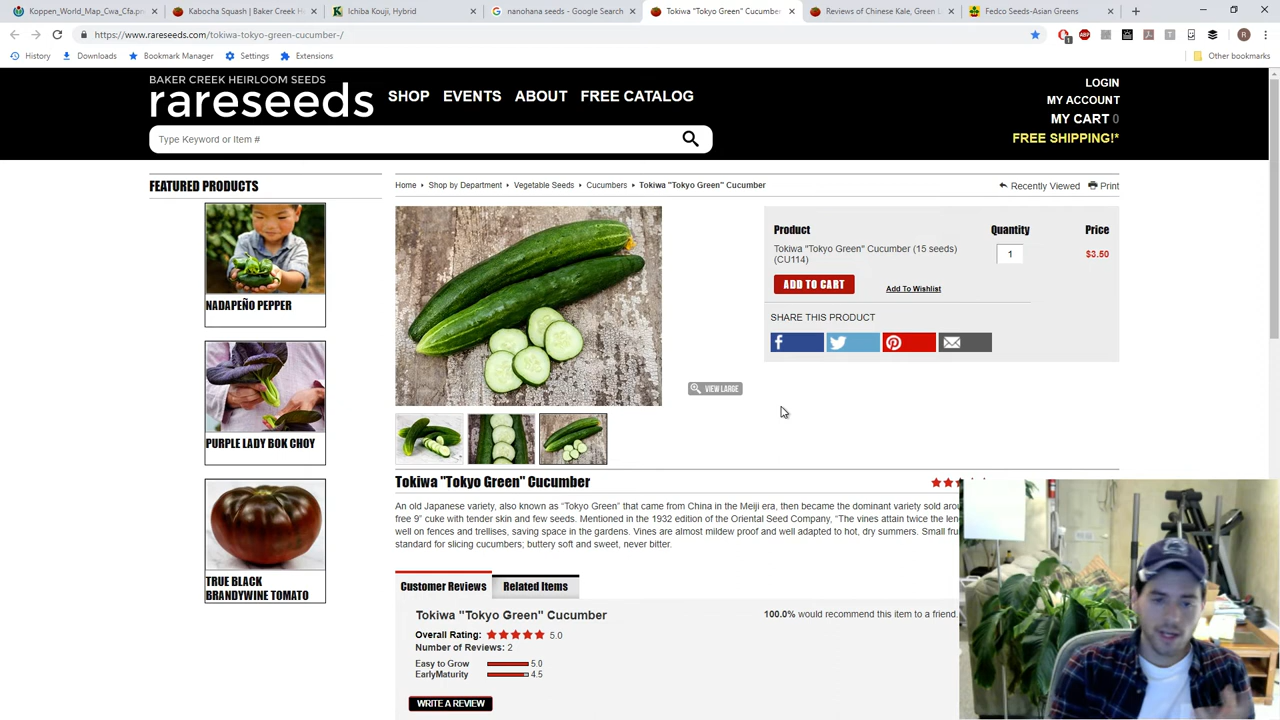 Koppen_World_Map_Cwa_Cfa.pn
Kabocha Squash | Baker Creek He
Ichiba Kouji, Hybrid
nanohana seeds - Google Search
Tokiwa "Tokyo Green" Cucumber
Reviews of Chinese Kale, Green L
Fedco Seeds-Asian Greens
https://www.rareseeds.com/tokiwa-tokyo-green-cucumber-/
History
Downloads
Bookmark Manager
Settings
Extensions
Other bookmarks
BAKER CREEK HEIRLOOM SEEDS
rareseeds
SHOP EVENTS ABOUT FREE CATALOG
LOGIN
MY ACCOUNT
MY CART 0
FREE SHIPPING!*
Type Keyword or Item #
FEATURED PRODUCTS
NADAPEÑO PEPPER
PURPLE LADY BOK CHOY
TRUE BLACK
BRANDYWINE TOMATO
Home Shop by Department Vegetable Seeds Cucumbers Tokiwa "Tokyo Green" Cucumber
Recently Viewed Print
Product Quantity Price
Tokiwa "Tokyo Green" Cucumber (15 seeds)
(CU114)
1
$3.50
ADD TO CART
Add To Wishlist
SHARE THIS PRODUCT
VIEW LARGE
Tokiwa "Tokyo Green" Cucumber
An old Japanese variety, also known as "Tokyo Green" that came from China in the Meiji era, then became the dominant variety sold
free 9" cuke with tender skin and few seeds. Mentioned in the 1932 edition of the Oriental Seed Company, "The vines attain twice the
well on fences and trellises, saving space in the gardens. Vines are almost mildew proof and well adapted to hot, dry summers. Small
standard for slicing cucumbers; buttery soft and sweet, never bitter.
Customer Reviews
Related Items
Tokiwa "Tokyo Green" Cucumber
100.0% would recommend this item to a friend.
Overall Rating: 5.0
Number of Reviews: 2
Easy to Grow 5.0
EarlyMaturity 4.5
WRITE A REVIEW